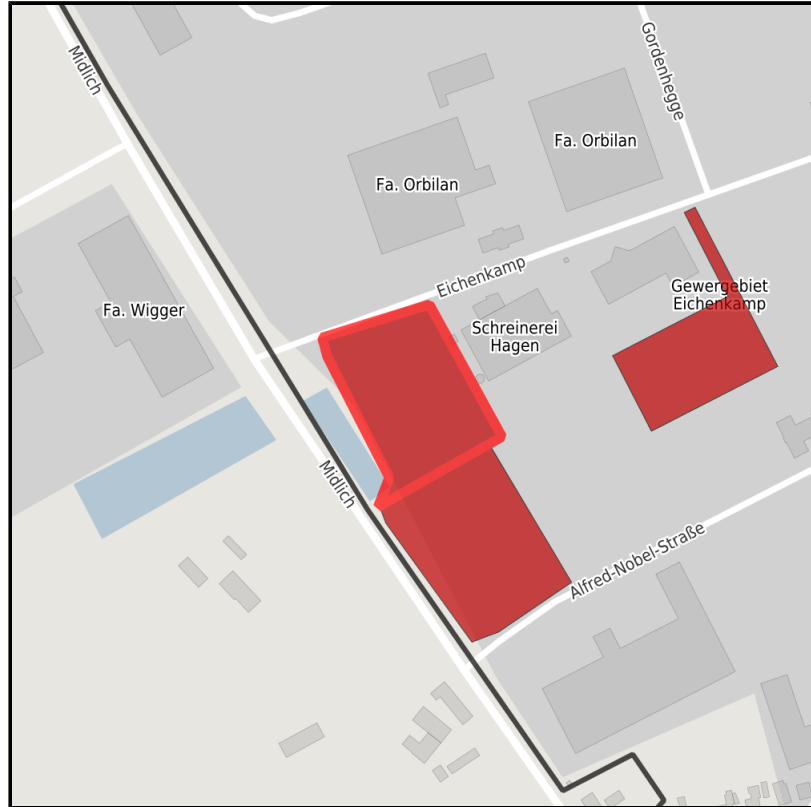 Midlich
Gordenhegge
Fa. Orbilan
Fa. Orbilan
Eichenkamp
Gewergebiet
Eichenkamp
Fa. Wigger
Schreinerei
Hagen
Midlich
Alfred-Nobel-Straße